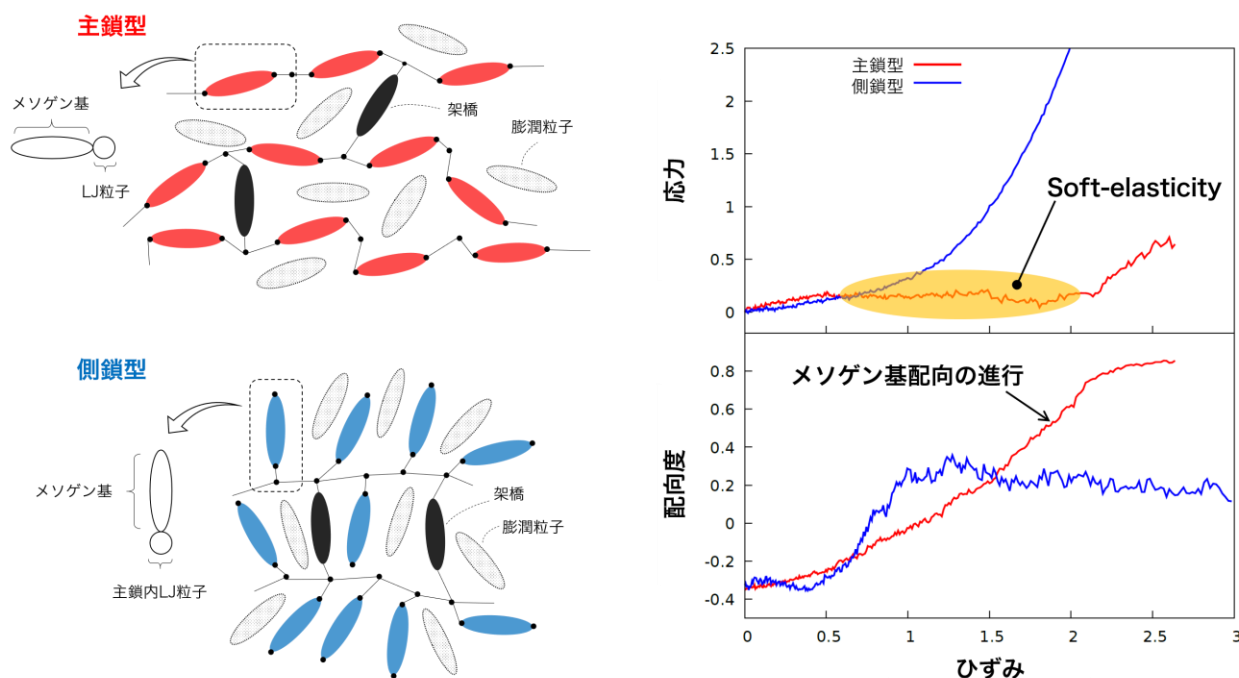 主鎖型
メソゲン基
LJ粒子
架橋
膨潤粒子
側鎖型
メソゲン基
主鎖内LJ粒子
架橋
膨潤粒子
2.5
2
1.5
1
0.5
0
応力
主鎖型
側鎖型
Soft-elasticity
0.8
0.6
0.4
0.2
0
-0.2
-0.4
配向度
メソゲン基配向の進行
0 0.5 1 1.5 2 2.5 3
ひずみ